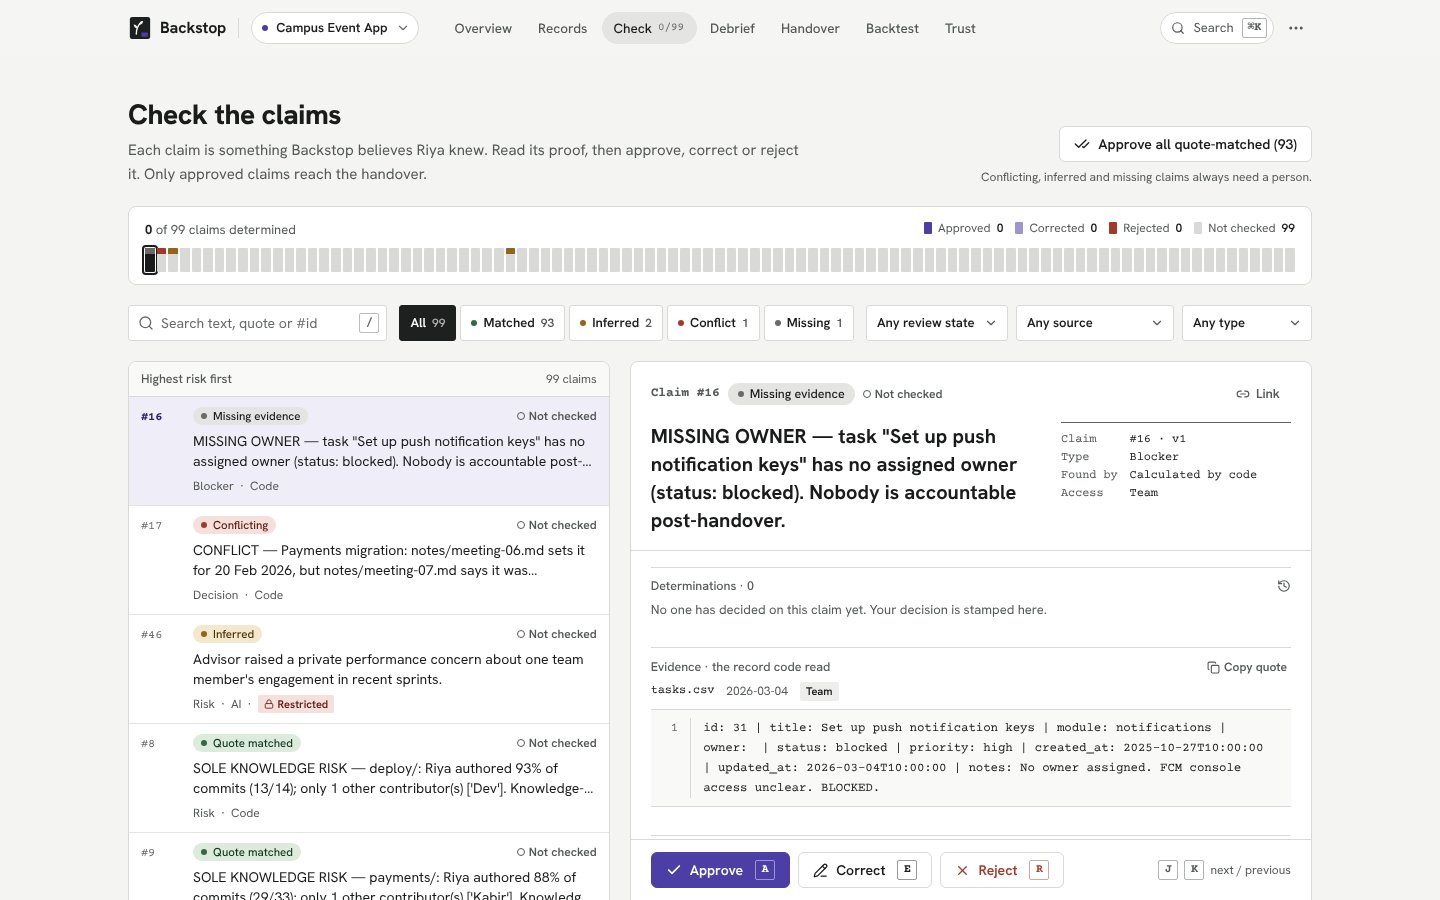 Backstop
Campus Event App
Overview
Records
Check 0/99
Debrief
Handover
Backtest
Trust
Search ⌘K
Check the claims
Each claim is something Backstop believes Riya knew. Read its proof, then approve, correct or reject
it. Only approved claims reach the handover.
Approve all quote-matched (93)
Conflicting, inferred and missing claims always need a person.
0 of 99 claims determined
Approved 0
Corrected 0
Rejected 0
Not checked 99
Search text, quote or #id /
All 99
Matched 93
Inferred 2
Conflict 1
Missing 1
Any review state
Any source
Any type
Highest risk first
99 claims
#16
Missing evidence
Not checked
MISSING OWNER — task "Set up push notification keys" has no
assigned owner (status: blocked). Nobody is accountable post-…
Blocker · Code
#17
Conflicting
Not checked
CONFLICT — Payments migration: notes/meeting-06.md sets it
for 20 Feb 2026, but notes/meeting-07.md says it was…
Decision · Code
#46
Inferred
Not checked
Advisor raised a private performance concern about one team
member's engagement in recent sprints.
Risk · AI · Restricted
#8
Quote matched
Not checked
SOLE KNOWLEDGE RISK — deploy/: Riya authored 93% of
commits (13/14); only 1 other contributor(s) ['Dev']. Knowledge-…
Risk · Code
#9
Quote matched
Not checked
SOLE KNOWLEDGE RISK — payments/: Riya authored 88% of
commits (29/33); only 1 other contributor(s) ['Kabir']. Knowledg
Claim #16
Missing evidence
Not checked
Link
MISSING OWNER — task "Set up push
notification keys" has no assigned owner
(status: blocked). Nobody is accountable
post-handover.
Claim #16 · v1
Type Blocker
Found by Calculated by code
Access Team
Determinations · 0
No one has decided on this claim yet. Your decision is stamped here.
Evidence · the record code read
Copy quote
tasks.csv 2026-03-04 Team
1 id: 31 | title: Set up push notification keys | module: notifications |
owner:  | status: blocked | priority: high | created_at: 2025-10-27T10:00:00
| updated_at: 2026-03-04T10:00:00 | notes: No owner assigned. FCM console
access unclear. BLOCKED.
Approve A
Correct E
Reject R
J K next / previous